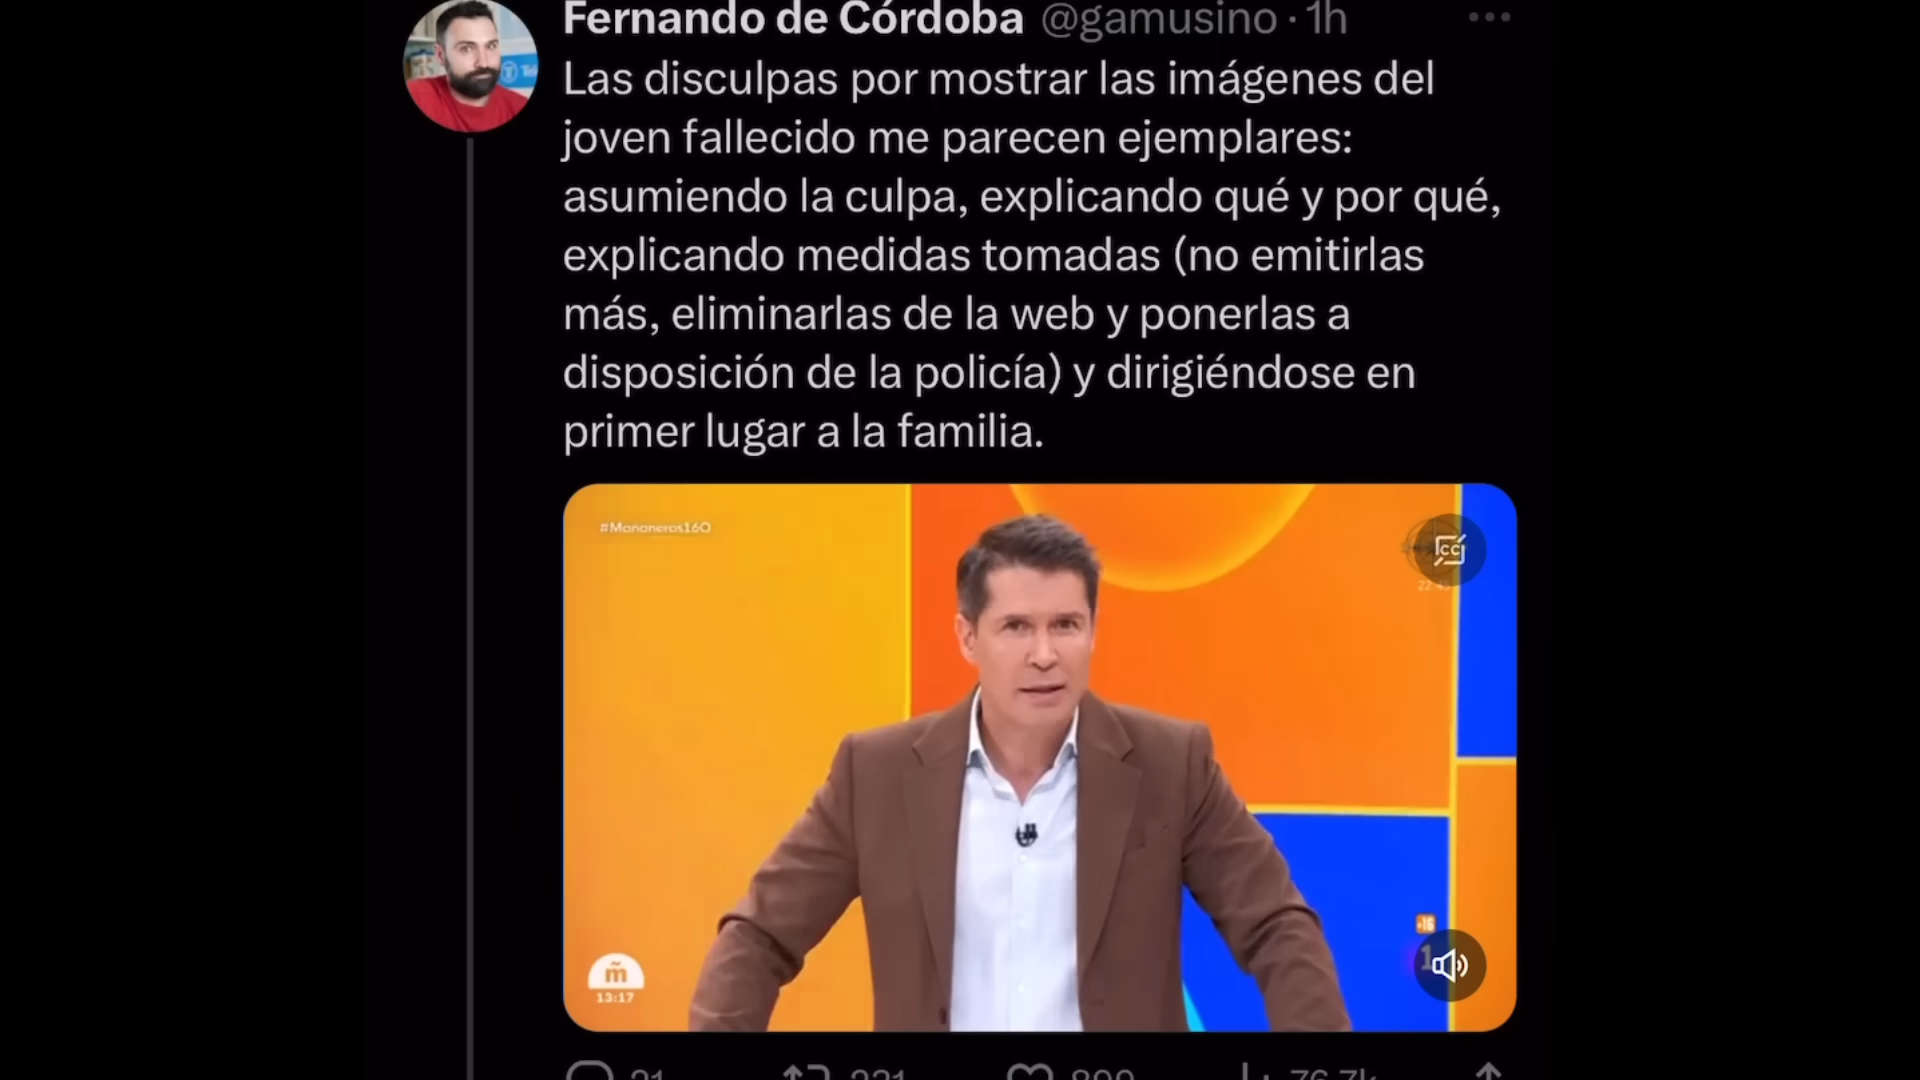 Fernando de Córdoba @gamusino · 1h
Las disculpas por mostrar las imágenes del
joven fallecido me parecen ejemplares:
asumiendo la culpa, explicando qué y por qué,
explicando medidas tomadas (no emitirlas
más, eliminarlas de la web y ponerlas a
disposición de la policía) y dirigiéndose en
primer lugar a la familia.
#Mañaneros160
CC
m̃
13:17